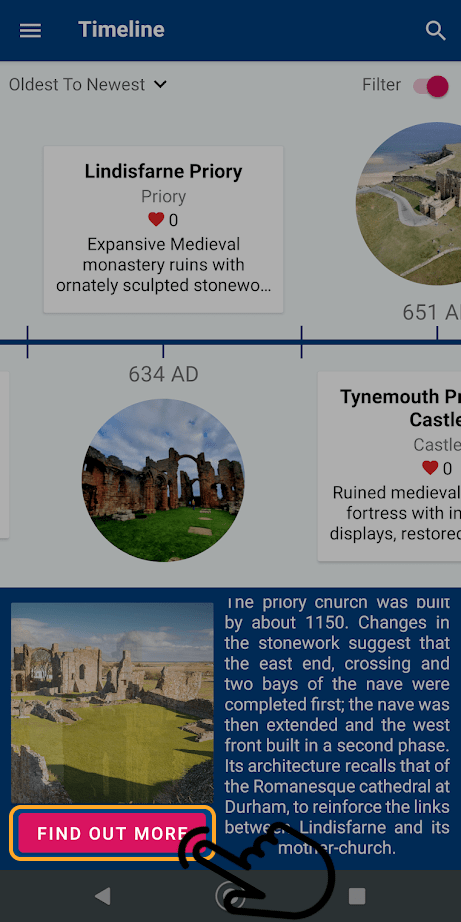 Timeline
Oldest To Newest
Filter
Lindisfarne Priory
Priory
0
Expansive Medieval
monastery ruins with
ornately sculpted stonewo...
651 A
634 AD
Tynemouth Pr
Castle
Castle
0
Ruined medieval
fortress with in
displays, restored
The priory church was built
by about 1150. Changes in
the stonework suggest that
the east end, crossing and
two bays of the nave were
completed first; the nave was
then extended and the west
front built in a second phase.
Its architecture recalls that of
the Romanesque cathedral at
Durham, to reinforce the links
between Lindisfarne and its
mother-church.
FIND OUT MORE